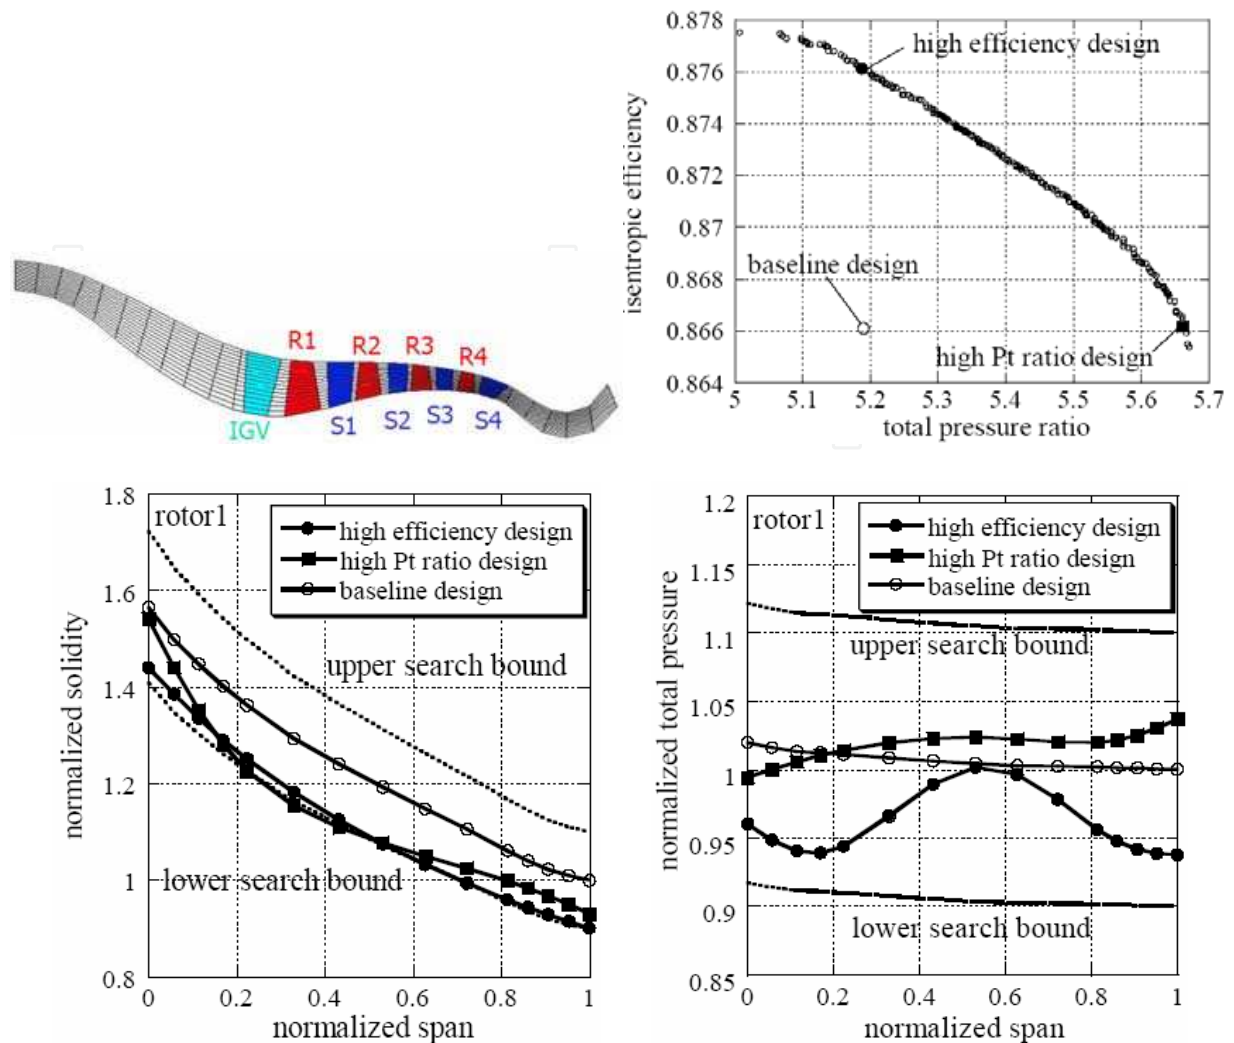 R1
R2
R3
R4
IGV
S1
S2
S3
S4
0.878
0.876
0.874
0.872
0.87
0.868
0.866
0.864
isentropic efficiency
high efficiency design
baseline design
high Pt ratio design
5 5.1 5.2 5.3 5.4 5.5 5.6 5.7
total pressure ratio
1.8
1.6
1.4
1.2
1
0.8
normalized solidity
rotor1
high efficiency design
high Pt ratio design
baseline design
upper search bound
lower search bound
0 0.2 0.4 0.6 0.8 1
normalized span
1.2
1.15
1.1
1.05
1
0.95
0.9
0.85
normalized total pressure
rotor1
high efficiency design
high Pt ratio design
baseline design
upper search bound
lower search bound
0 0.2 0.4 0.6 0.8 1
normalized span